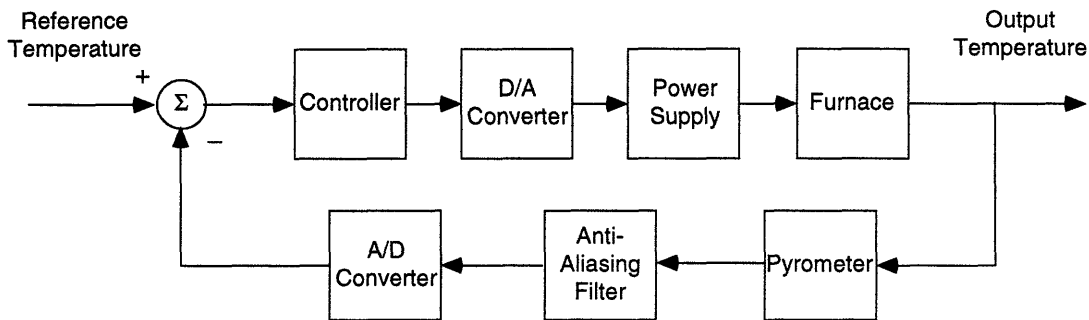 Reference
Temperature
Output
Temperature
+
Σ
−
Controller
D/A
Converter
Power
Supply
Furnace
A/D
Converter
Anti-
Aliasing
Filter
Pyrometer